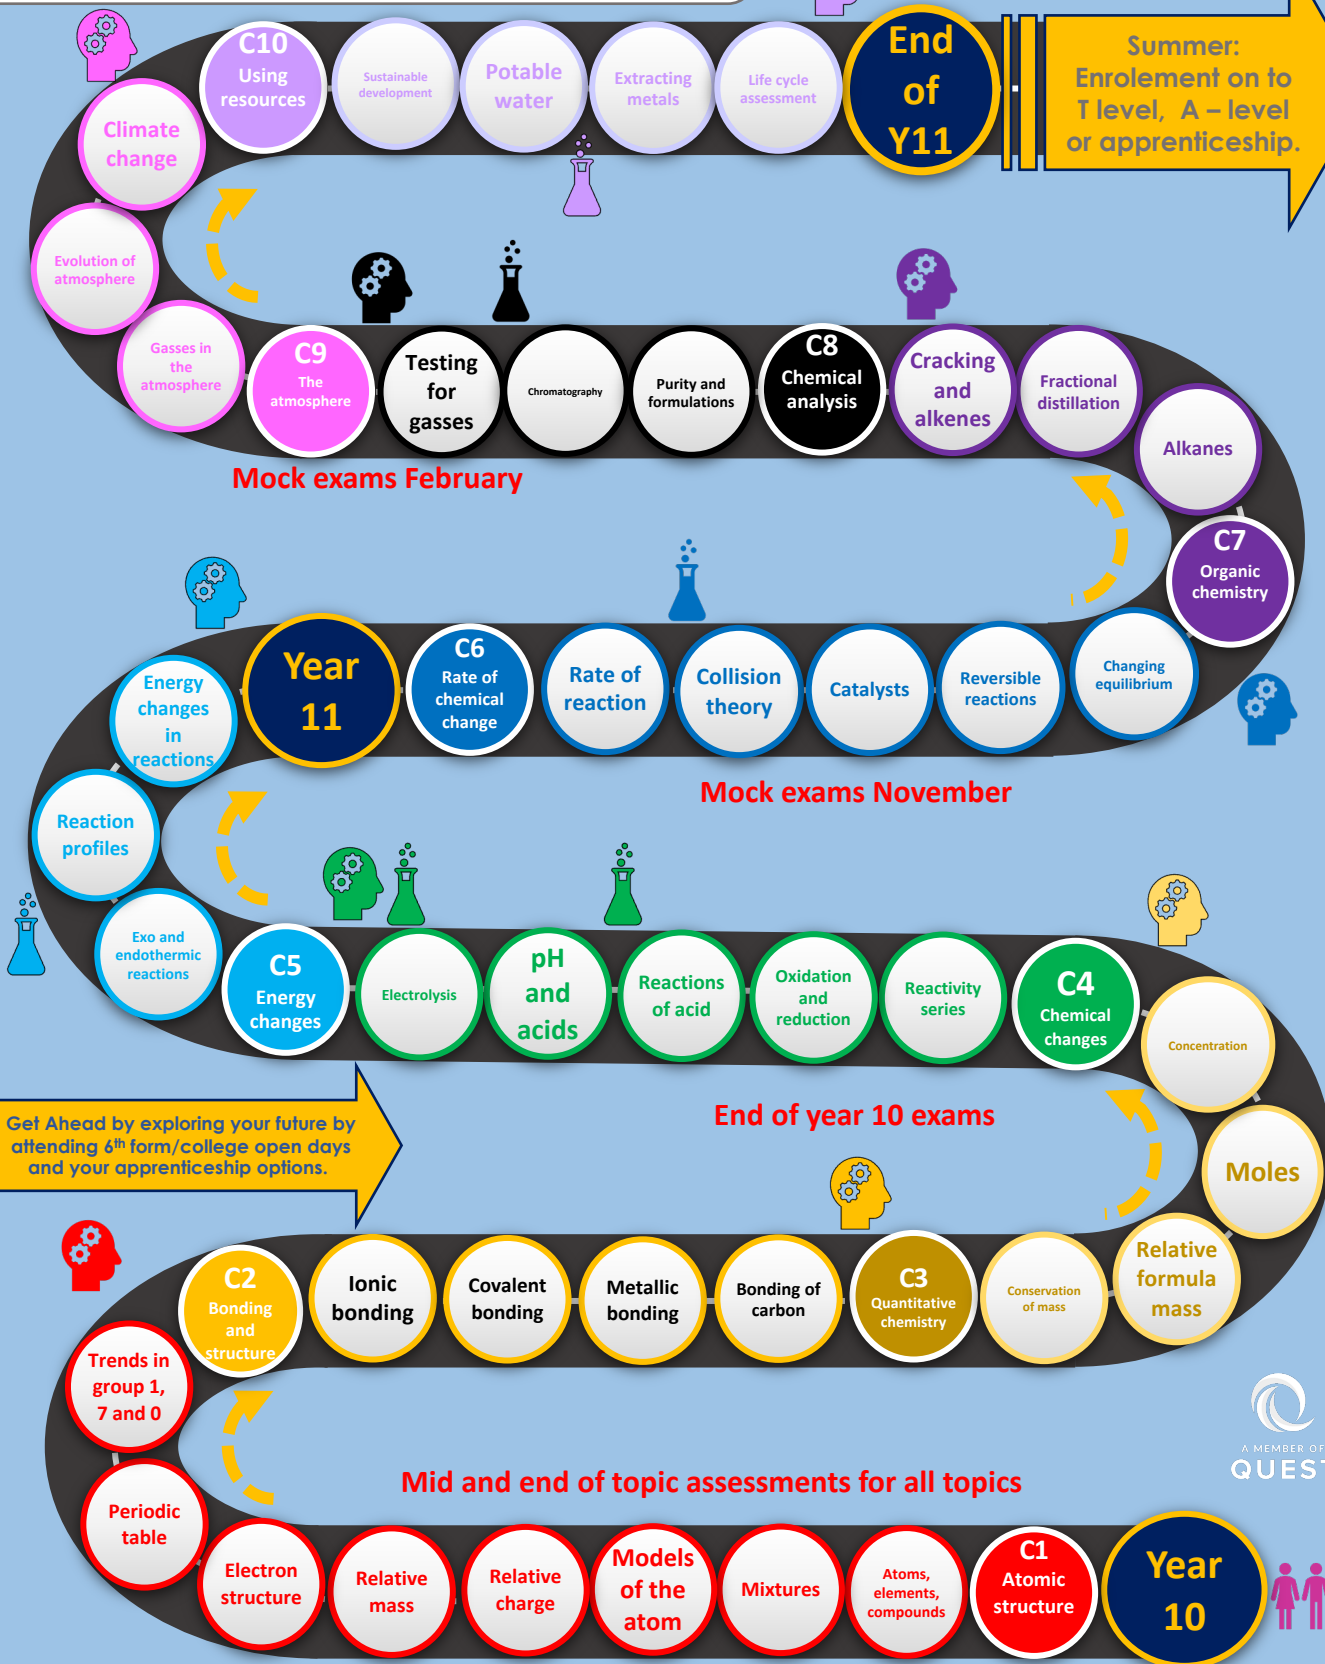 C10
Using
resources
Sustainable
development
Potable
water
Extracting
metals
Life cycle
assessment
End
of
Y11
Summer:
Enrolement on to
T level, A – level
or apprenticeship.
Climate
change
Evolution of
atmosphere
Gasses in
the
atmosphere
C9
The
atmosphere
Testing
for
gasses
Chromatography
Purity and
formulations
C8
Chemical
analysis
Cracking
and
alkenes
Fractional
distillation
Alkanes
Mock exams February
C7
Organic
chemistry
Year
11
C6
Rate of
chemical
change
Rate of
reaction
Collision
theory
Catalysts
Reversible
reactions
Changing
equilibrium
Energy
changes
in
reactions
Mock exams November
Reaction
profiles
Exo and
endothermic
reactions
C5
Energy
changes
Electrolysis
pH
and
acids
Reactions
of acid
Oxidation
and
reduction
Reactivity
series
C4
Chemical
changes
Concentration
Get Ahead by exploring your future by
attending 6th form/college open days
and your apprenticeship options.
End of year 10 exams
Moles
C2
Bonding
and
structure
Ionic
bonding
Covalent
bonding
Metallic
bonding
Bonding of
carbon
C3
Quantitative
chemistry
Conservation
of mass
Relative
formula
mass
Trends in
group 1,
7 and 0
A MEMBER OF
QUEST
Mid and end of topic assessments for all topics
Periodic
table
Electron
structure
Relative
mass
Relative
charge
Models
of the
atom
Mixtures
Atoms,
elements,
compounds
C1
Atomic
structure
Year
10